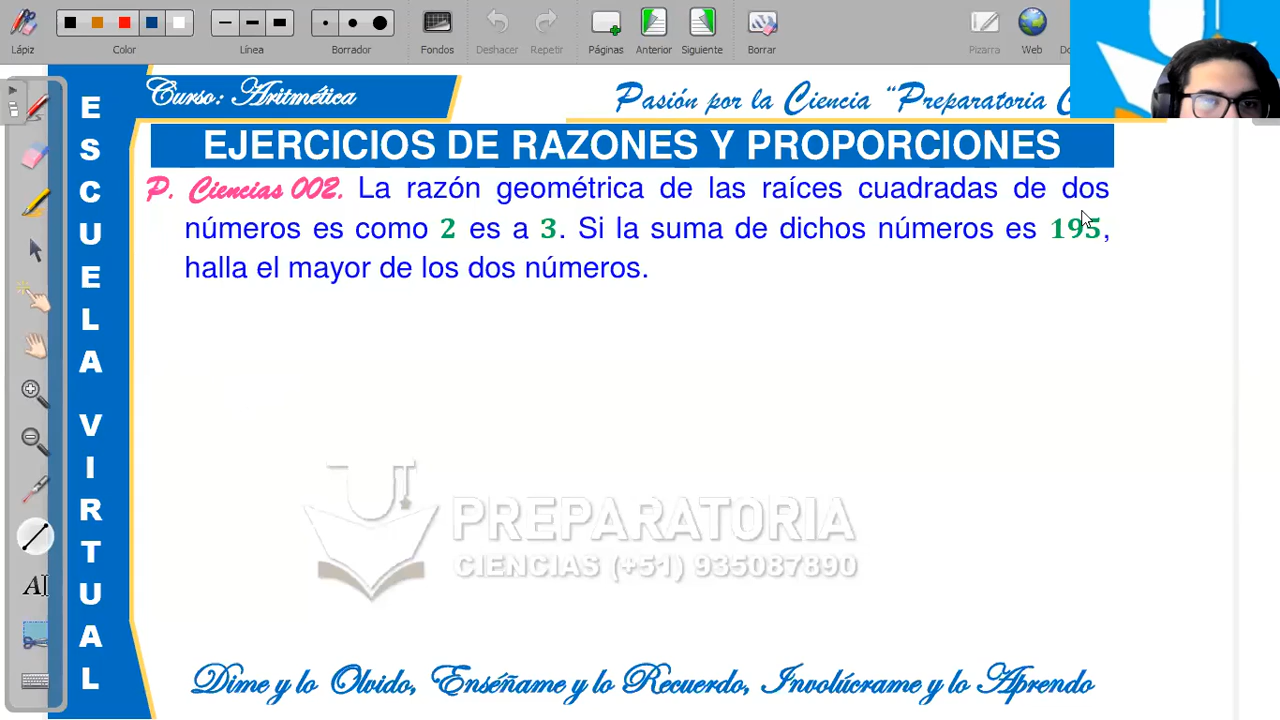 Lápiz
Color
Línea
Borrador
Fondos
Deshacer
Repetir
Páginas
Anterior
Siguiente
Borrar
Pizarra
Web
Curso: Aritmética
Pasión por la Ciencia “Preparatoria C
EJERCICIOS DE RAZONES Y PROPORCIONES
P. Ciencias 002. La razón geométrica de las raíces cuadradas de dos
números es como 2 es a 3. Si la suma de dichos números es 195,
halla el mayor de los dos números.
ESCUELA VIRTUAL
PREPARATORIA
CIENCIAS (+51) 935087890
Dime y lo Olvido, Enséñame y lo Recuerdo, Involúcrame y lo Aprendo
AI